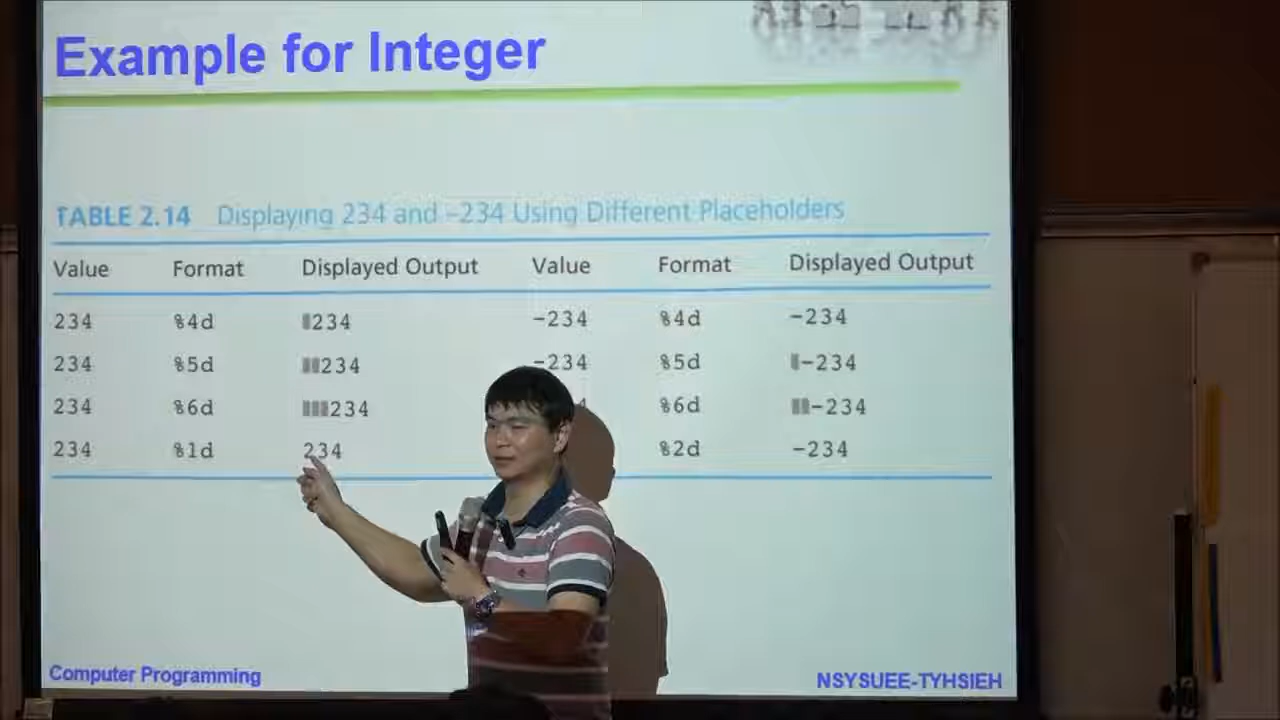 Example for Integer
TABLE 2.14 Displaying 234 and -234 Using Different Placeholders
Value Format Displayed Output Value Format Displayed Output
234 %4d ▮234 -234 %4d -234
234 %5d ▮▮234 -234 %5d ▮-234
234 %6d ▮▮▮234 %6d ▮▮-234
234 %1d 234 %2d -234
Computer Programming NSYSUEE-TYHSIEH